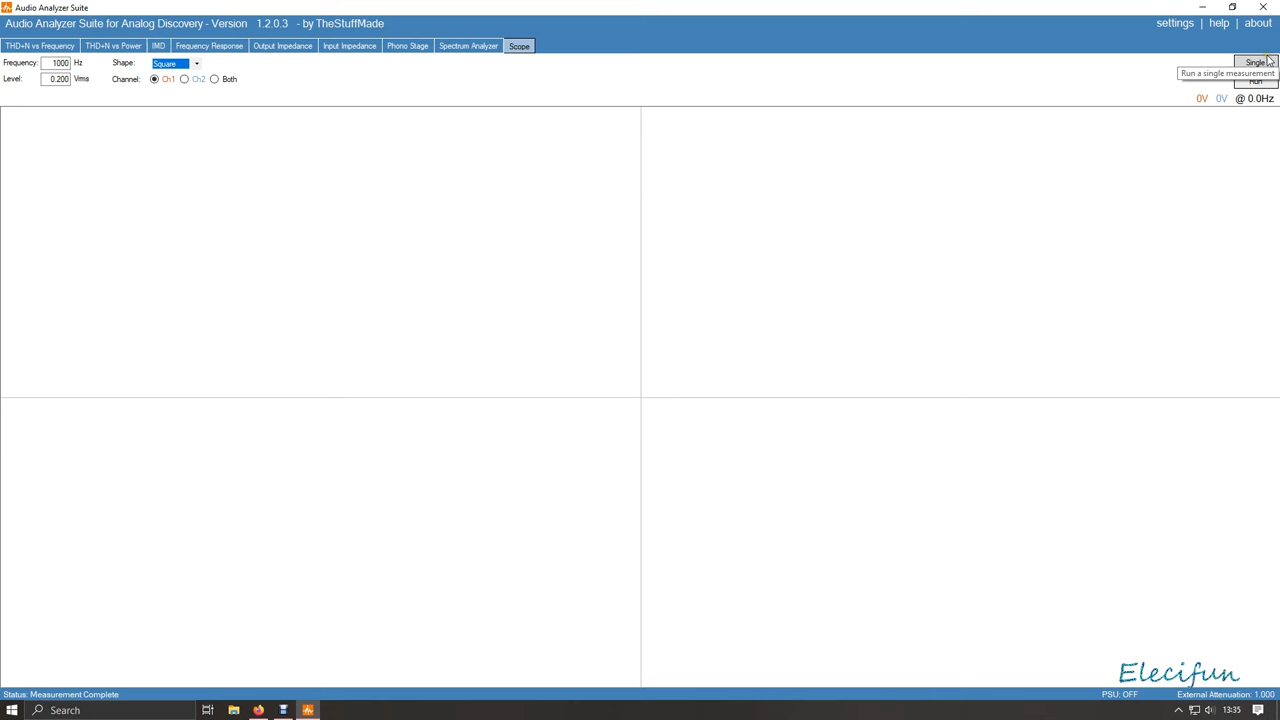 Audio Analyzer Suite
Audio Analyzer Suite for Analog Discovery - Version 1.2.0.3 - by TheStuffMade
settings | help | about
THD+N vs Frequency THD+N vs Power IMD Frequency Response Output Impedance Input Impedance Phono Stage Spectrum Analyzer Scope
Frequency: 1000 Hz Shape: Square Single
Level: 0.200 Vrms Channel: Ch1 Ch2 Both Run a single measurement
Run
0V 0V @ 0.0Hz
Elecifun
Status: Measurement Complete PSU: OFF External Attenuation: 1.000
Search 13:35